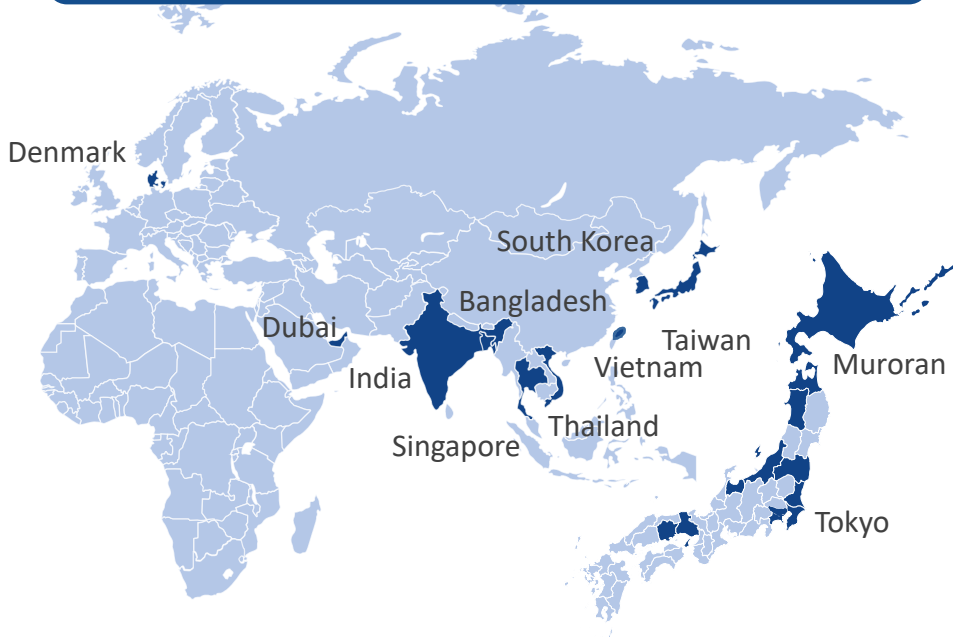 Denmark
South Korea
Bangladesh
Dubai
Taiwan
Vietnam
Muroran
India
Thailand
Singapore
Tokyo